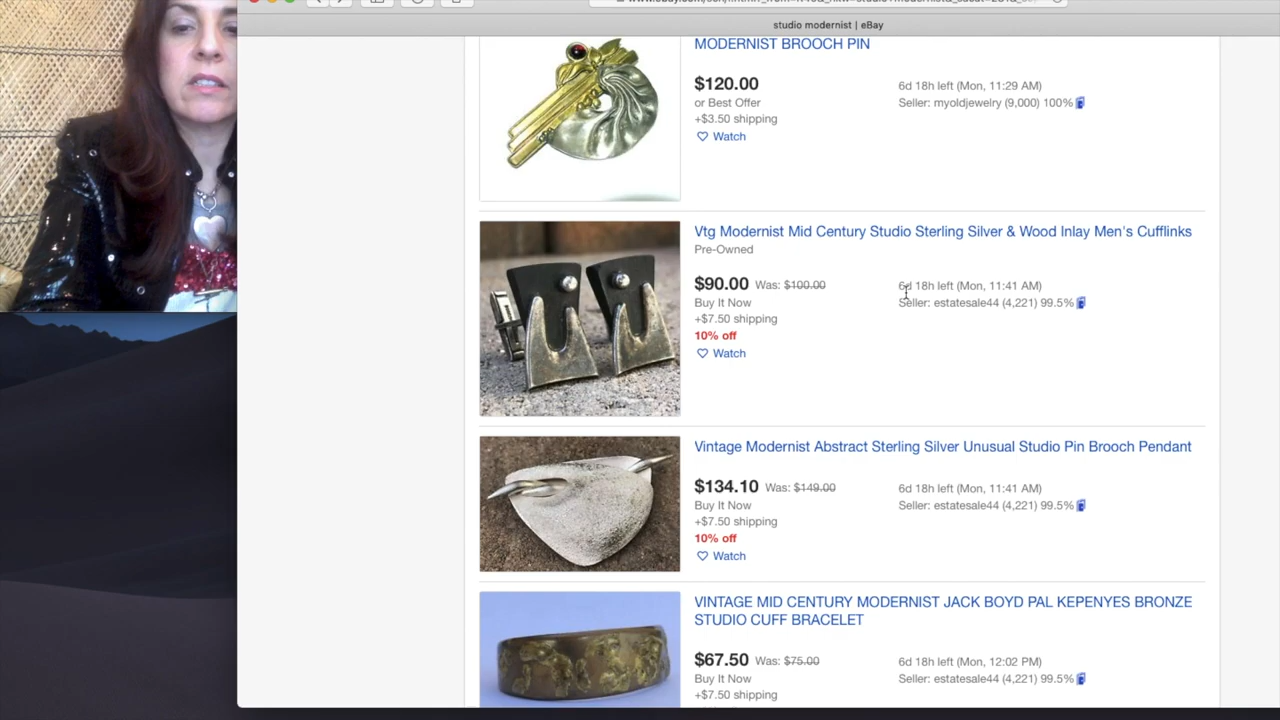 studio modernist | eBay
MODERNIST BROOCH PIN
$120.00
or Best Offer
+$3.50 shipping
Watch
6d 18h left (Mon, 11:29 AM)
Seller: myoldjewelry (9,000) 100%
Vtg Modernist Mid Century Studio Sterling Silver & Wood Inlay Men's Cufflinks
Pre-Owned
$90.00 Was: $100.00
Buy It Now
+$7.50 shipping
10% off
Watch
6d 18h left (Mon, 11:41 AM)
Seller: estatesale44 (4,221) 99.5%
Vintage Modernist Abstract Sterling Silver Unusual Studio Pin Brooch Pendant
$134.10 Was: $149.00
Buy It Now
+$7.50 shipping
10% off
Watch
6d 18h left (Mon, 11:41 AM)
Seller: estatesale44 (4,221) 99.5%
VINTAGE MID CENTURY MODERNIST JACK BOYD PAL KEPENYES BRONZE
STUDIO CUFF BRACELET
$67.50 Was: $75.00
Buy It Now
+$7.50 shipping
6d 18h left (Mon, 12:02 PM)
Seller: estatesale44 (4,221) 99.5%